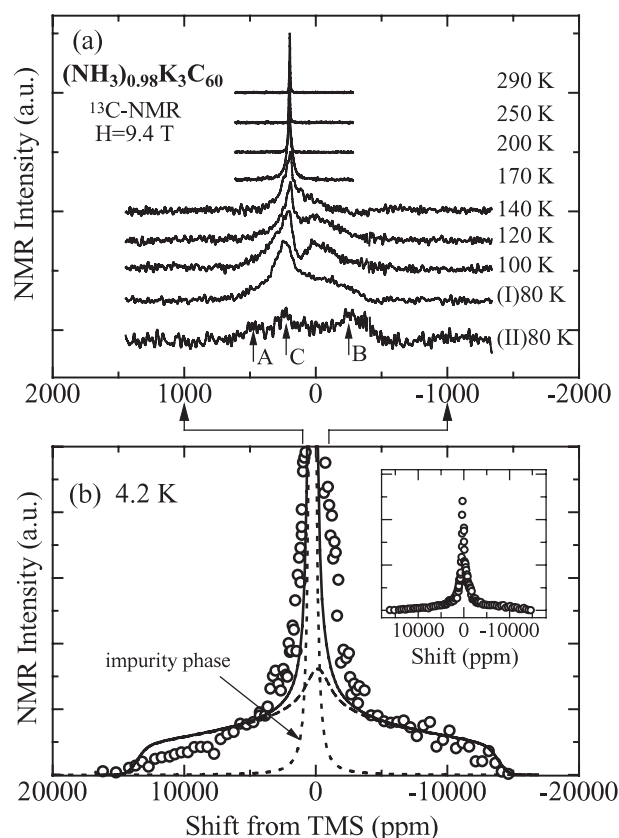 (a)
(NH3)0.98K3C60
13C-NMR
H=9.4 T
290 K
250 K
200 K
170 K
140 K
120 K
100 K
(I)80 K
(II)80 K
A C B
NMR Intensity (a.u.)
2000 1000 0 -1000 -2000
(b) 4.2 K
impurity phase
10000 0 -10000
Shift (ppm)
NMR Intensity (a.u.)
20000 10000 0 -10000 -20000
Shift from TMS (ppm)